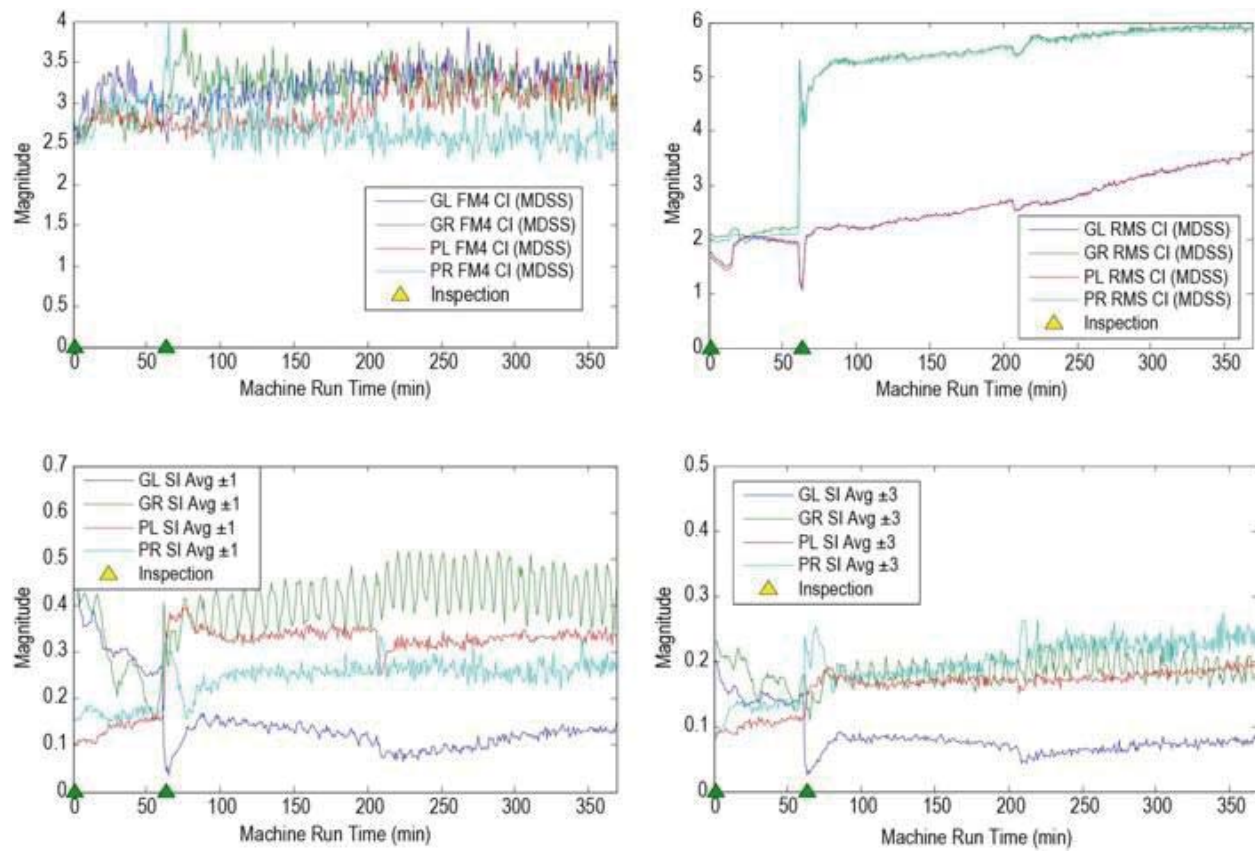 4
3.5
3
2.5
2
1.5
1
0.5
0
Magnitude
GL FM4 CI (MDSS)
GR FM4 CI (MDSS)
PL FM4 CI (MDSS)
PR FM4 CI (MDSS)
Inspection
0 50 100 150 200 250 300 350
Machine Run Time (min)
6
5
4
3
2
1
0
Magnitude
GL RMS CI (MDSS)
GR RMS CI (MDSS)
PL RMS CI (MDSS)
PR RMS CI (MDSS)
Inspection
0 50 100 150 200 250 300 350
Machine Run Time (min)
0.7
0.6
0.5
0.4
0.3
0.2
0.1
0
Magnitude
GL SI Avg ±1
GR SI Avg ±1
PL SI Avg ±1
PR SI Avg ±1
Inspection
0 50 100 150 200 250 300 350
Machine Run Time (min)
0.5
0.4
0.3
0.2
0.1
0
Magnitude
GL SI Avg ±3
GR SI Avg ±3
PL SI Avg ±3
PR SI Avg ±3
Inspection
0 50 100 150 200 250 300 350
Machine Run Time (min)